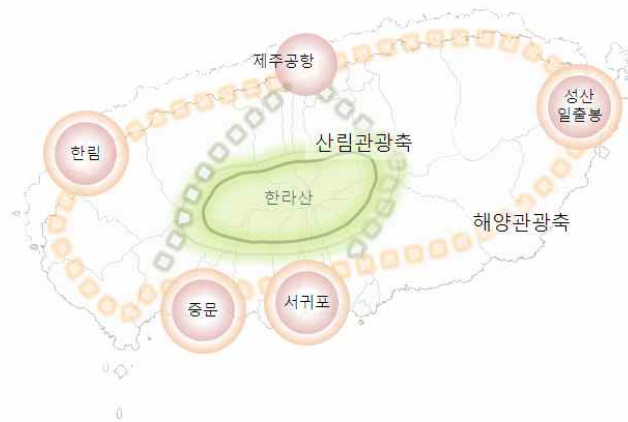 제주공항
성산
일출봉
산림관광축
한림
한라산
해양관광축
중문
서귀포